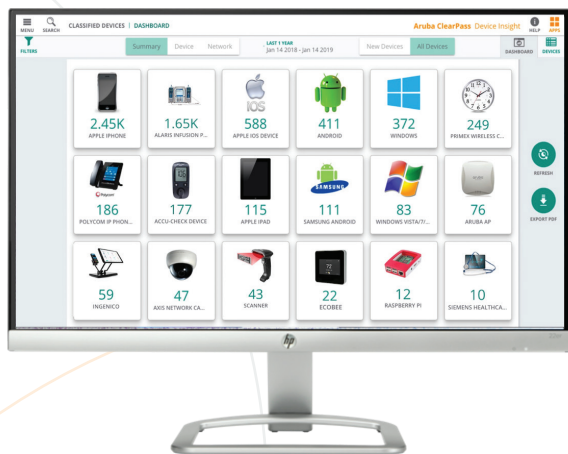 MENU
SEARCH
CLASSIFIED DEVICES | DASHBOARD
Aruba ClearPass Device Insight
HELP
APPS
FILTERS
Summary
Device
Network
LAST 1 YEAR
Jan 14 2018 - Jan 14 2019
New Devices
All Devices
DASHBOARD
DEVICES
2.45K
APPLE IPHONE
1.65K
ALARIS INFUSION P...
iOS
588
APPLE IOS DEVICE
411
ANDROID
372
WINDOWS
249
PRIMEX WIRELESS C...
Polycom
186
POLYCOM IP PHON...
177
ACCU-CHECK DEVICE
115
APPLE IPAD
SAMSUNG
111
SAMSUNG ANDROID
83
WINDOWS VISTA/7/...
76
ARUBA AP
59
INGENICO
47
AXIS NETWORK CA...
43
SCANNER
72
22
ECOBEE
12
RASPBERRY PI
10
SIEMENS HEALTHCA...
REFRESH
EXPORT PDF
hp